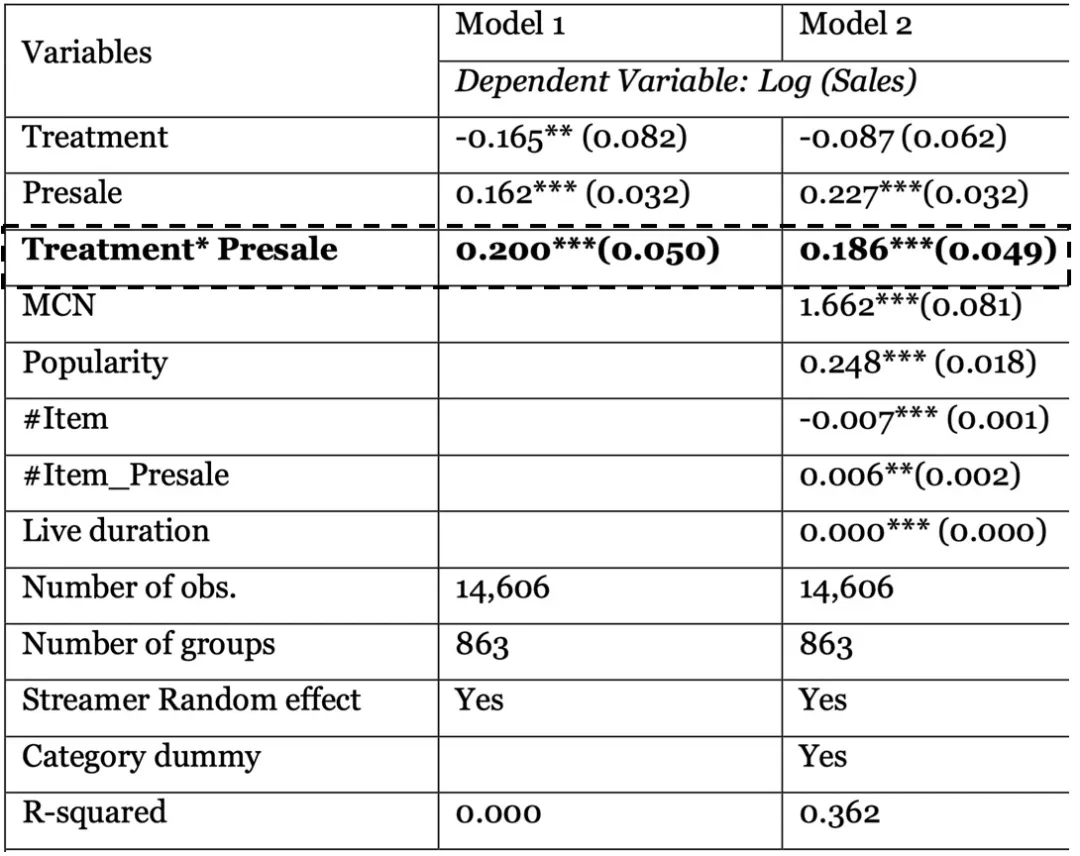 Variables Model 1 Model 2
Dependent Variable: Log (Sales)
Treatment -0.165** (0.082) -0.087 (0.062)
Presale 0.162*** (0.032) 0.227***(0.032)
Treatment* Presale 0.200***(0.050) 0.186***(0.049)
MCN 1.662***(0.081)
Popularity 0.248*** (0.018)
#Item -0.007*** (0.001)
#Item_Presale 0.006**(0.002)
Live duration 0.000*** (0.000)
Number of obs. 14,606 14,606
Number of groups 863 863
Streamer Random effect Yes Yes
Category dummy Yes
R-squared 0.000 0.362